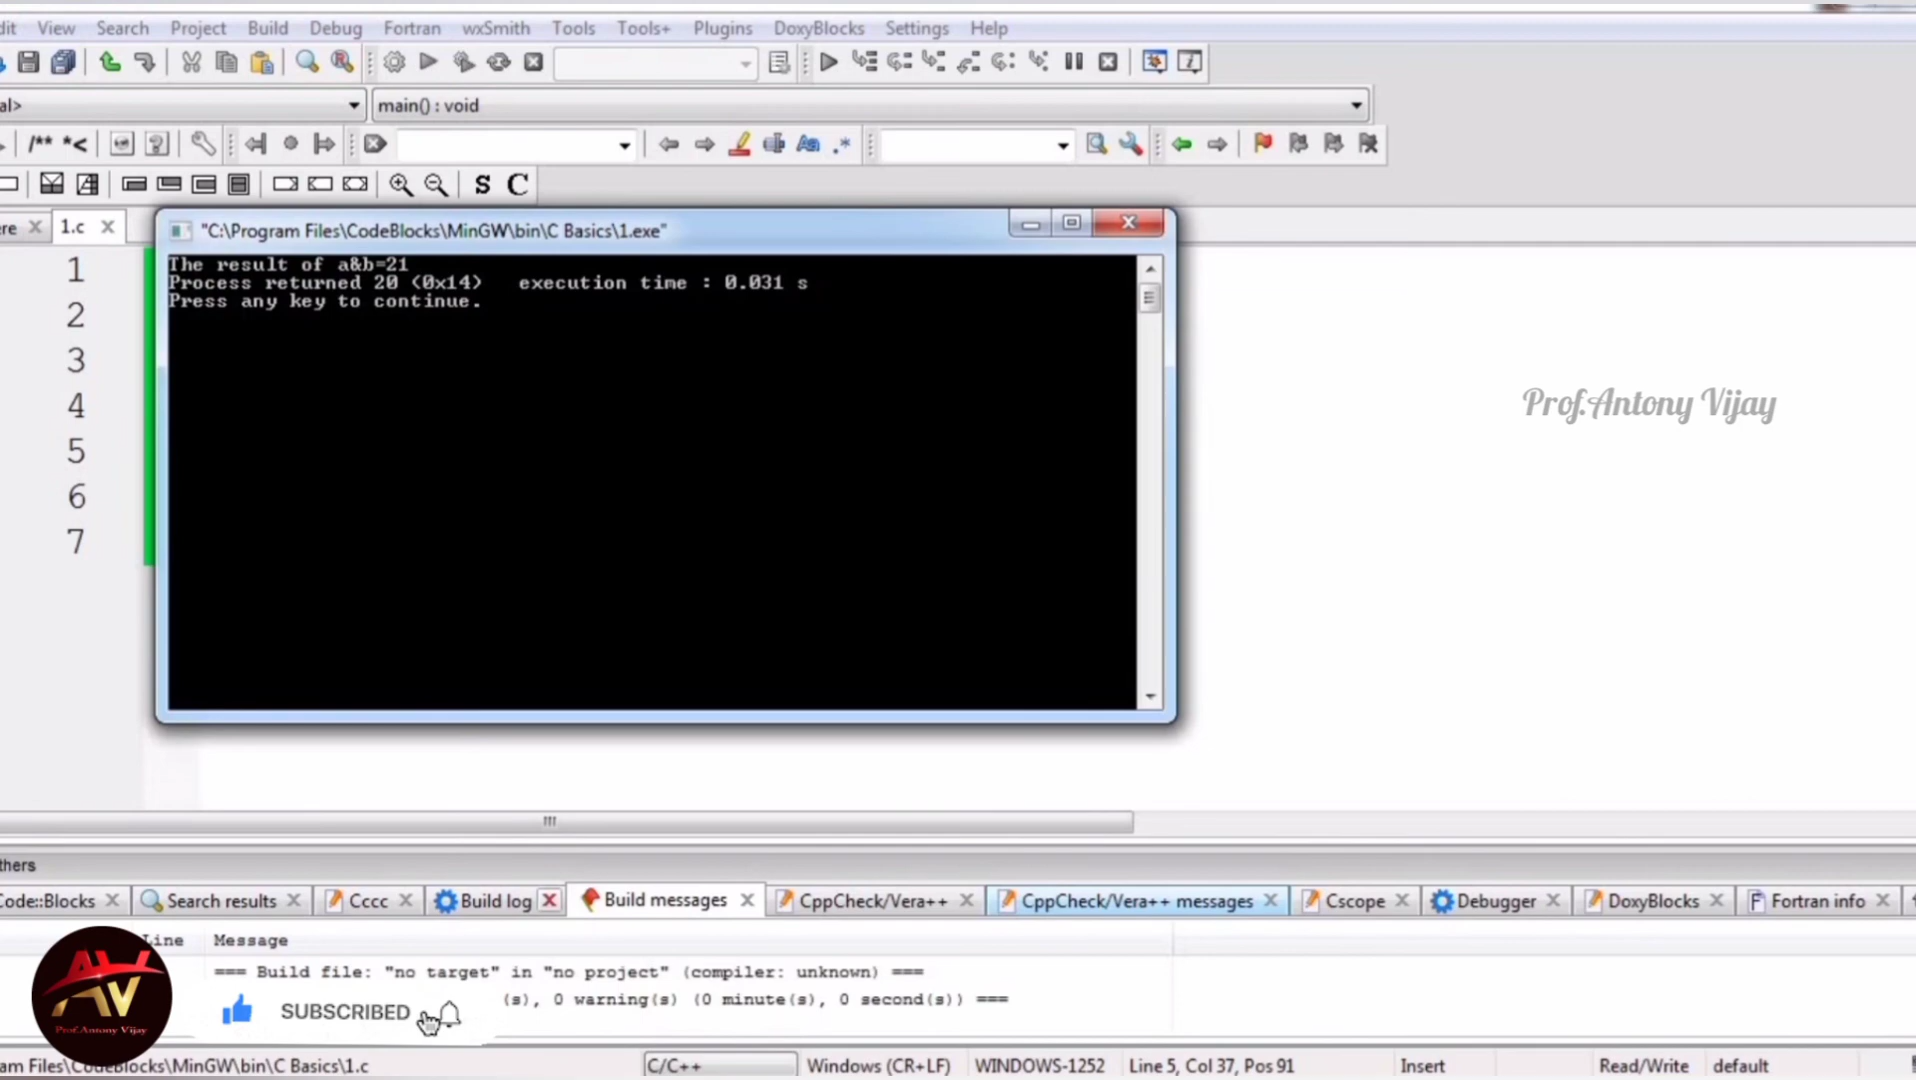 dit View Search Project Build Debug Fortran wxSmith Tools Tools+ Plugins DoxyBlocks Settings Help
al> main() : void
/** *<
S C
ere 1.c
"C:\Program Files\CodeBlocks\MinGW\bin\C Basics\1.exe"
The result of a&b=21
Process returned 20 (0x14) execution time : 0.031 s
Press any key to continue.
1
2
3
4
5
6
7
Prof.Antony Vijay
thers
Code::Blocks Search results Cccc Build log Build messages CppCheck/Vera++ CppCheck/Vera++ messages Cscope Debugger DoxyBlocks Fortran info
Line Message
=== Build file: "no target" in "no project" (compiler: unknown) ===
(s), 0 warning(s) (0 minute(s), 0 second(s)) ===
AV
Prof.Antony Vijay
SUBSCRIBED
am Files\CodeBlocks\MinGW\bin\C Basics\1.c C/C++ Windows (CR+LF) WINDOWS-1252 Line 5, Col 37, Pos 91 Insert Read/Write default